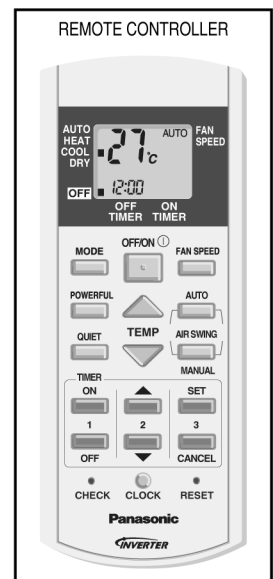 REMOTE CONTROLLER
AUTO
HEAT
COOL
DRY
27°c
AUTO
FAN
SPEED
OFF
12:00
OFF
TIMER
ON
TIMER
MODE
OFF/ON
FAN SPEED
POWERFUL
AUTO
TEMP
QUIET
AIR SWING
MANUAL
TIMER
ON
SET
1
2
3
OFF
CANCEL
CHECK
CLOCK
RESET
Panasonic
INVERTER